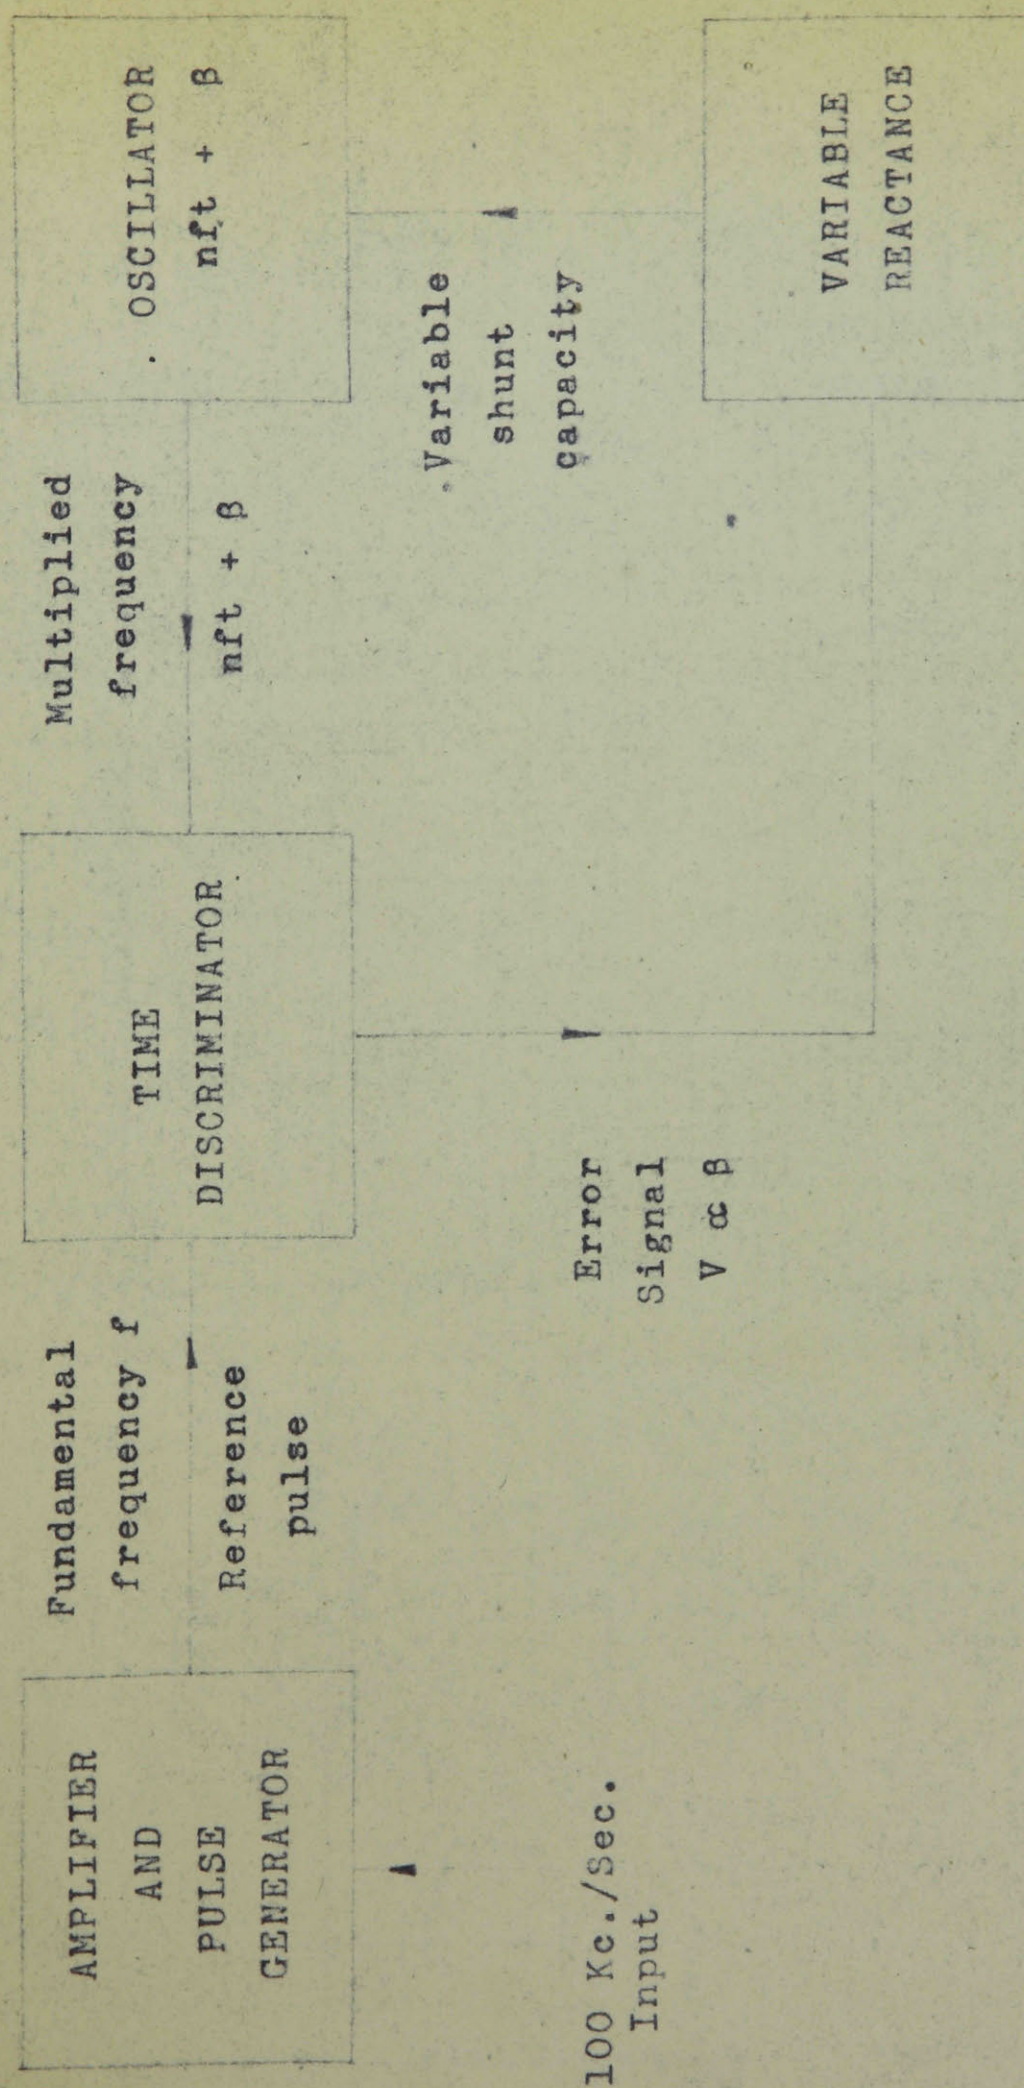 AMPLIFIER
AND
PULSE
GENERATOR
100 Kc./Sec.
Input
Fundamental
frequency f
Reference
pulse
TIME
DISCRIMINATOR
Error
Signal
V ∝ β
Multiplied
frequency
nft + β
OSCILLATOR
nft + β
Variable
shunt
capacity
VARIABLE
REACTANCE